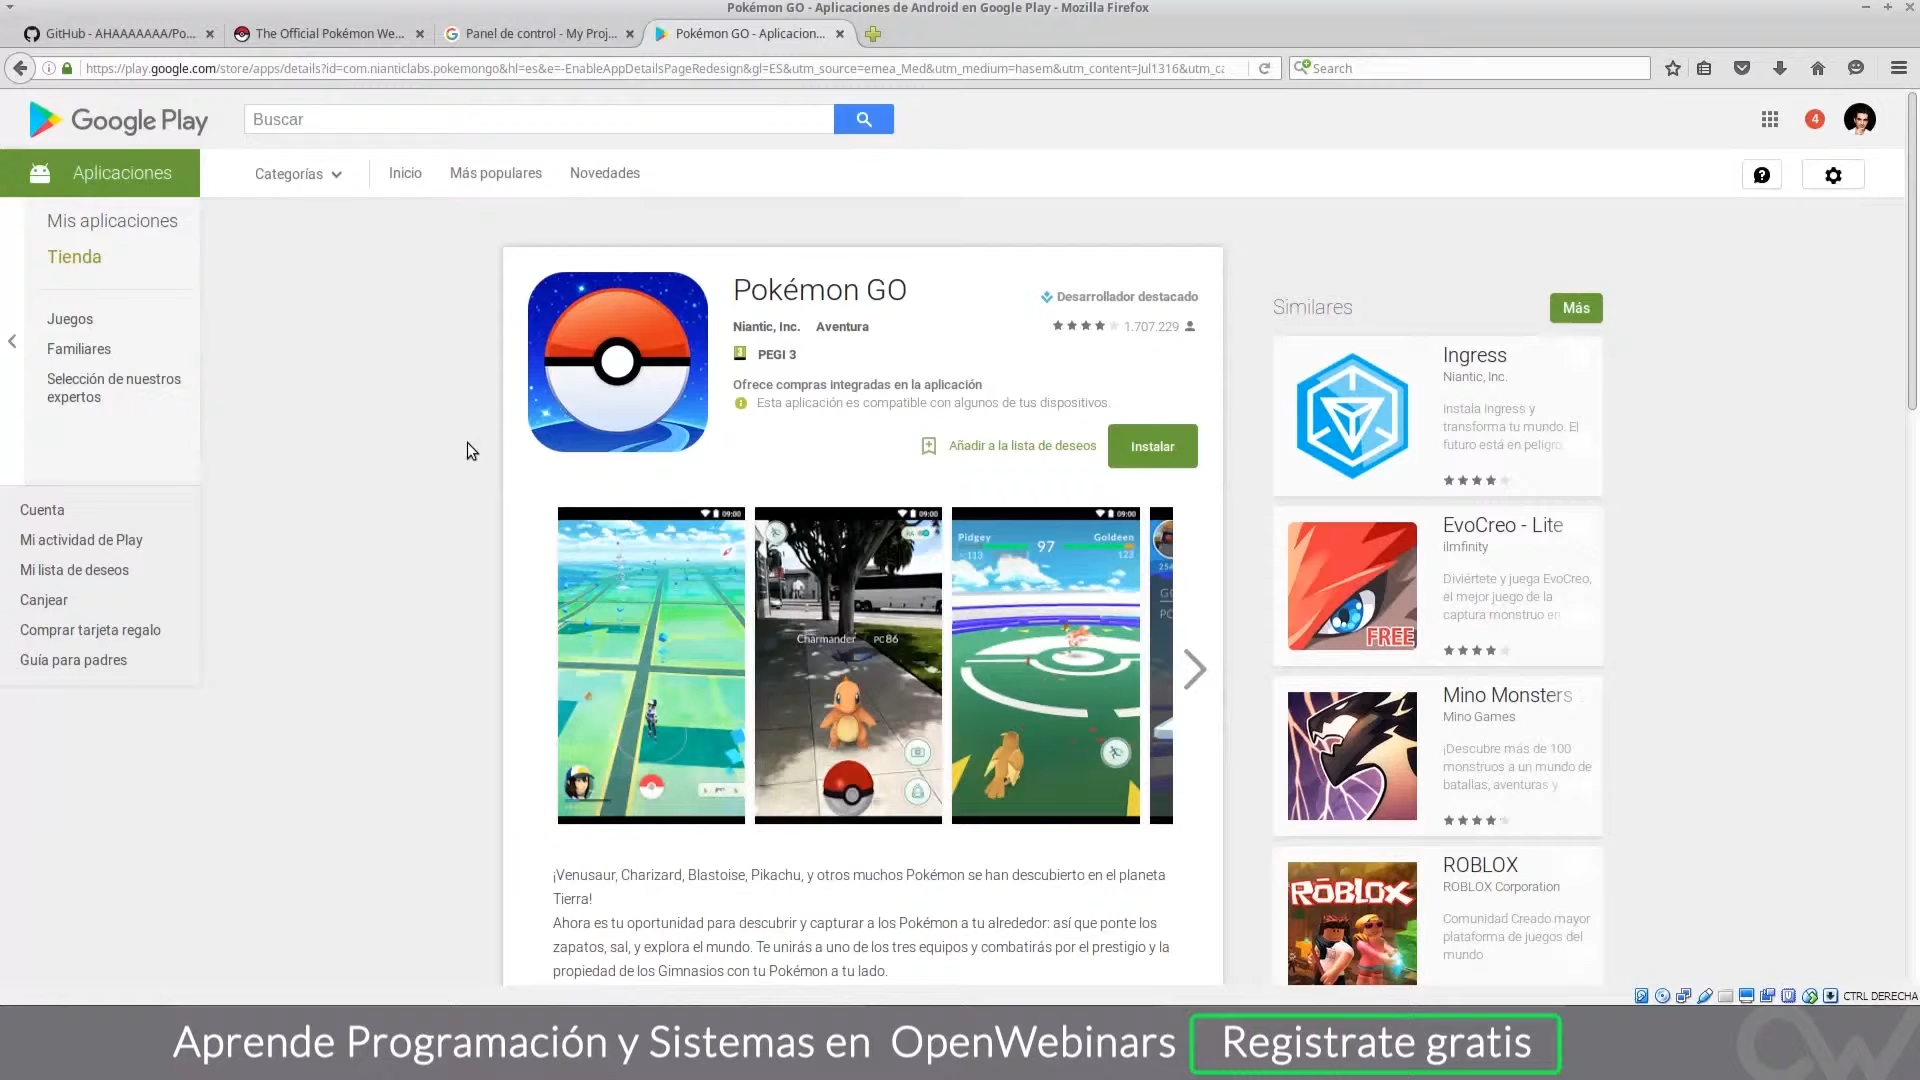 Pokémon GO - Aplicaciones de Android en Google Play - Mozilla Firefox
GitHub - AHAAAAAAA/Po...
The Official Pokémon We...
Panel de control - My Proj...
Pokémon GO - Aplicacion...
https://play.google.com/store/apps/details?id=com.nianticlabs.pokemongo&hl=es&e=-EnableAppDetailsPageRedesign&gl=ES&utm_source=emea_Med&utm_medium=hasem&utm_content=Jul1316&utm_ca
Search
Google Play
Buscar
4
Aplicaciones
Categorías
Inicio
Más populares
Novedades
Mis aplicaciones
Tienda
Juegos
Familiares
Selección de nuestros
expertos
Cuenta
Mi actividad de Play
Mi lista de deseos
Canjear
Comprar tarjeta regalo
Guía para padres
Pokémon GO
Desarrollador destacado
Niantic, Inc. Aventura
1.707.229
PEGI 3
Ofrece compras integradas en la aplicación
Esta aplicación es compatible con algunos de tus dispositivos.
Añadir a la lista de deseos
Instalar
09:00
09:00
Charmander PC86
09:00
Pidgey
97
Goldeen
113
123
¡Venusaur, Charizard, Blastoise, Pikachu, y otros muchos Pokémon se han descubierto en el planeta
Tierra!
Ahora es tu oportunidad para descubrir y capturar a los Pokémon a tu alrededor: así que ponte los
zapatos, sal, y explora el mundo. Te unirás a uno de los tres equipos y combatirás por el prestigio y la
propiedad de los Gimnasios con tu Pokémon a tu lado.
Similares
Más
Ingress
Niantic, Inc.
Instala Ingress y
transforma tu mundo. El
futuro está en peligro.
EvoCreo - Lite
ilmfinity
Diviértete y juega EvoCreo,
el mejor juego de la
captura monstruo en
FREE
Mino Monsters
Mino Games
¡Descubre más de 100
monstruos a un mundo de
batallas, aventuras y
ROBLOX
ROBLOX Corporation
Comunidad Creado mayor
plataforma de juegos del
mundo
ROBLOX
CTRL DERECHA
Aprende Programación y Sistemas en OpenWebinars
Registrate gratis